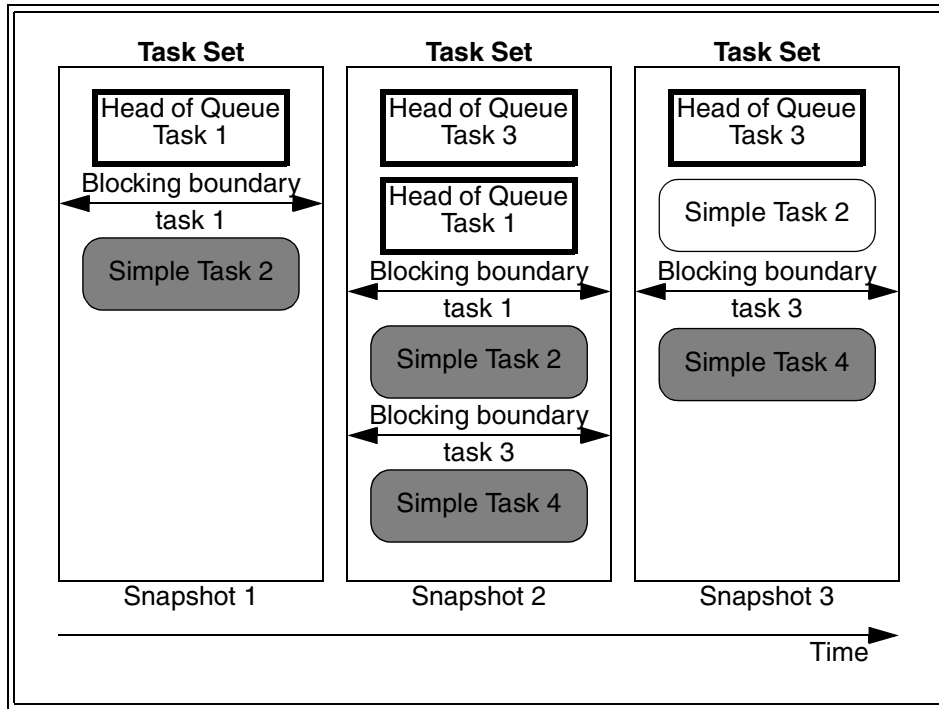 Task Set
Head of Queue
Task 1
Blocking boundary
task 1
Simple Task 2
Snapshot 1
Task Set
Head of Queue
Task 3
Head of Queue
Task 1
Blocking boundary
task 1
Simple Task 2
Blocking boundary
task 3
Simple Task 4
Snapshot 2
Task Set
Head of Queue
Task 3
Simple Task 2
Blocking boundary
task 3
Simple Task 4
Snapshot 3
Time